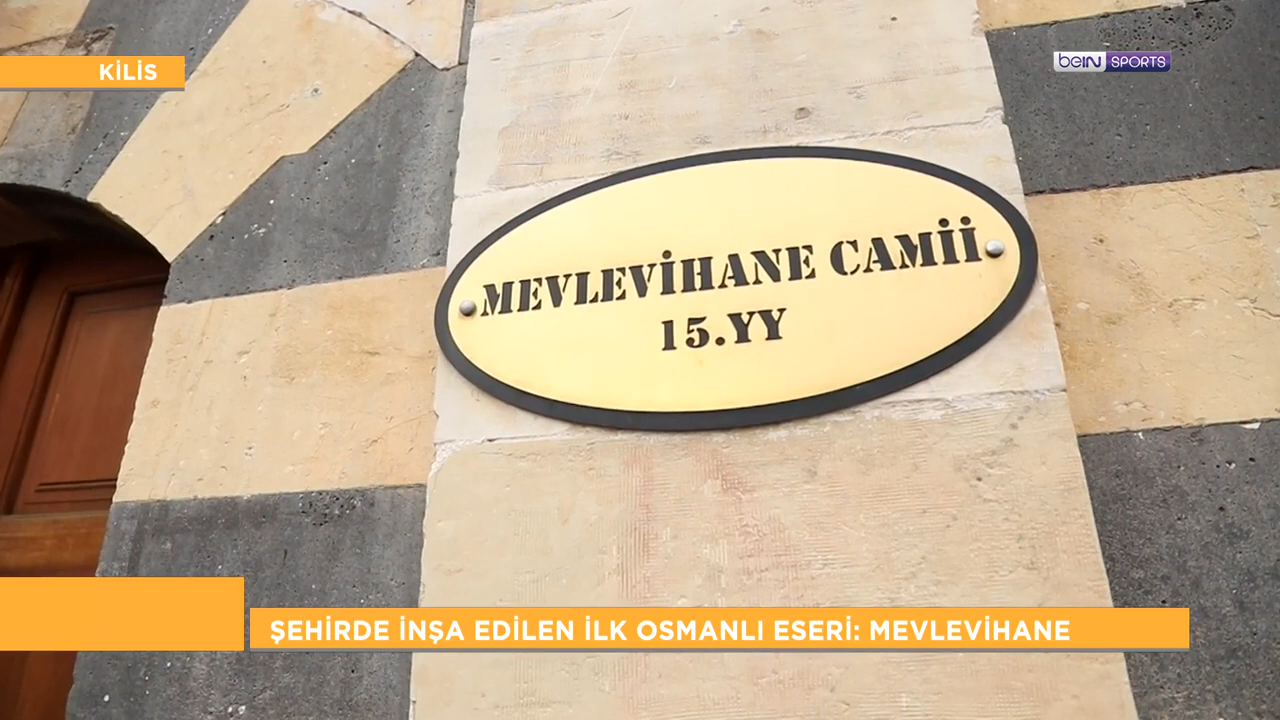 KİLİS
beIN SPORTS
MEVLEVİHANE CAMİİ
15.YY
ŞEHİRDE İNŞA EDİLEN İLK OSMANLI ESERİ: MEVLEVİHANE